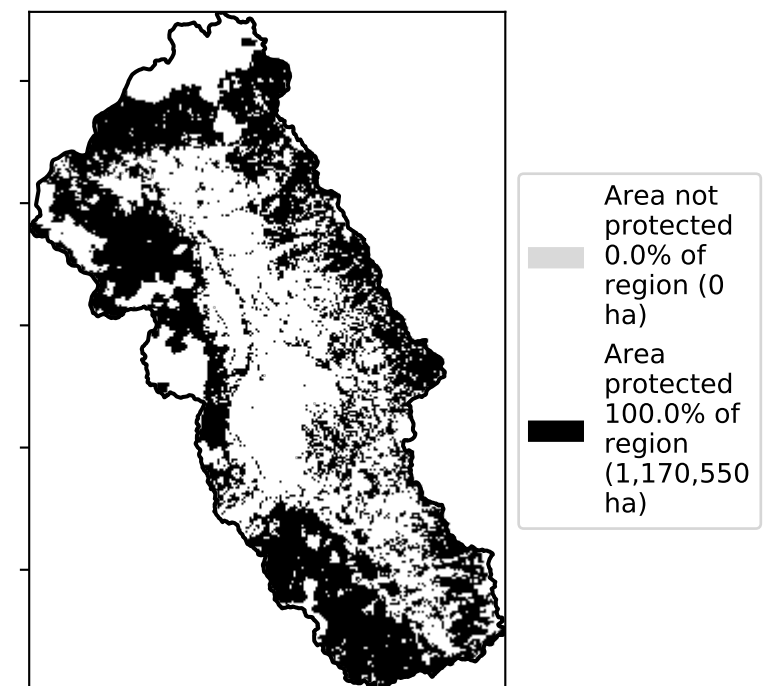 Area not
protected
0.0% of
region (0
ha)
Area
protected
100.0% of
region
(1,170,550
ha)